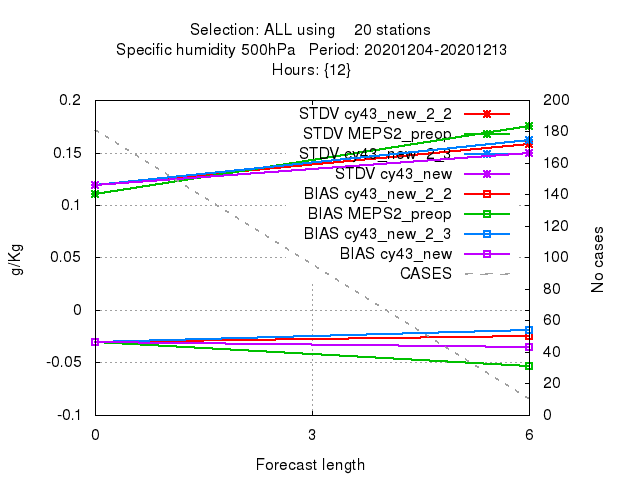 Selection: ALL using 20 stations
Specific humidity 500hPa Period: 20201204-20201213
Hours: {12}
0.2
0.15
0.1
0.05
0
-0.05
-0.1
g/Kg
STDV cy43_new_2_2
STDV MEPS2_preop
STDV cy43_new_2_3
STDV cy43_new
BIAS cy43_new_2_2
BIAS MEPS2_preop
BIAS cy43_new_2_3
BIAS cy43_new
CASES
200
180
160
140
120
100
80
60
40
20
0
No cases
0 3 6
Forecast length